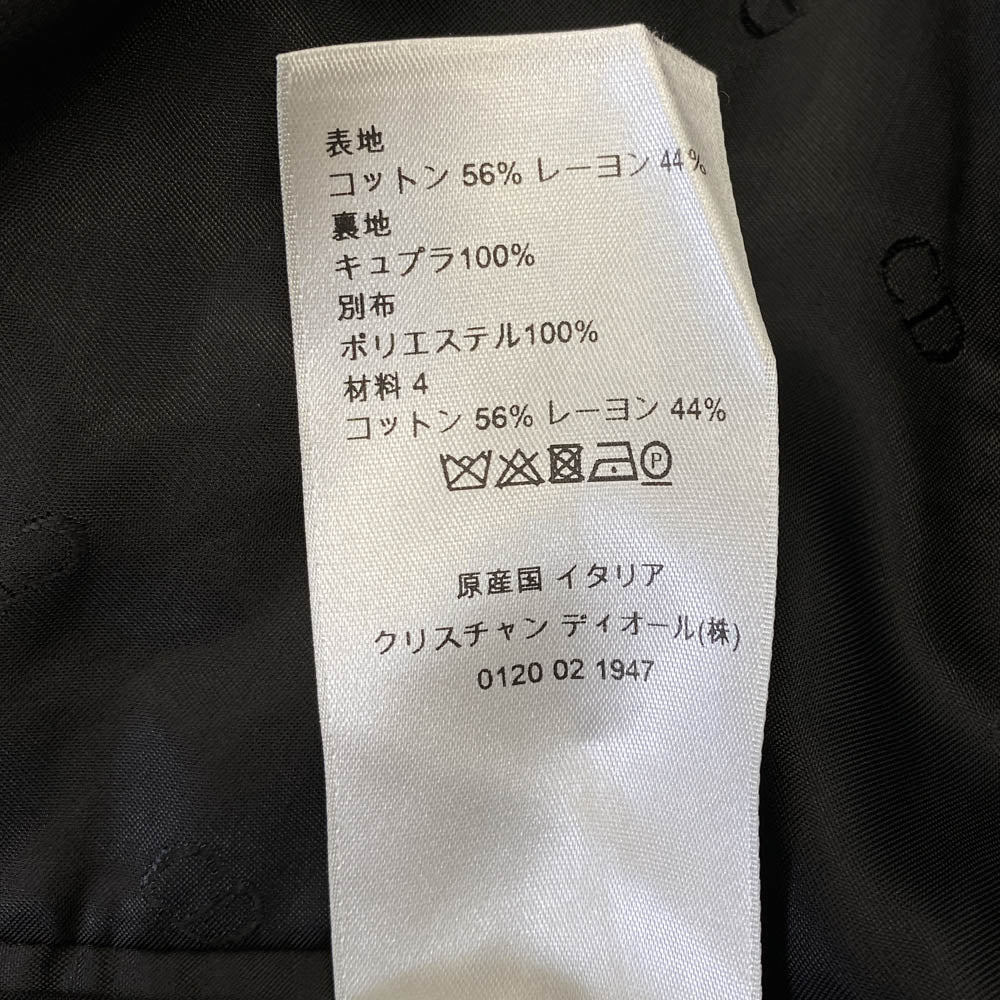 表地
コットン 56% レーヨン 44%
裏地
キュプラ100%
別布
ポリエステル100%
材料 4
コットン 56% レーヨン 44%
P
原産国 イタリア
クリスチャン ディオール(株)
0120 02 1947
CD